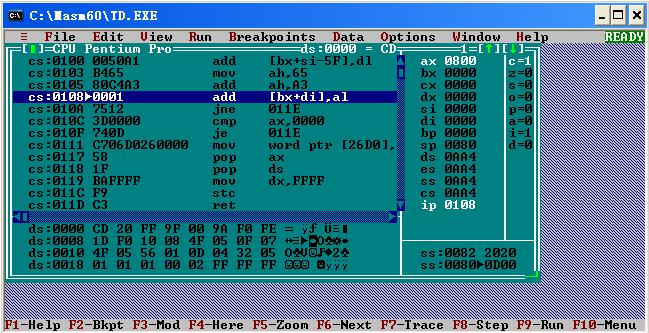 C:\Masm60\TD.EXE
≡ File Edit View Run Breakpoints Data Options Window Help READY
[■]=CPU Pentium Pro ds:0000 = CD 1=[↑][↓]
cs:0100 0050A1 add [bx+si-5F],dl ax 0800 c=1
cs:0103 B465 mov ah,65 bx 0000 z=0
cs:0105 80C4A3 add ah,A3 cx 0000 s=0
cs:0108►0001 add [bx+di],al dx 0000 o=0
cs:010A 7512 jne 011E si 0000 p=0
cs:010C 3D0000 cmp ax,0000 di 0000 a=0
cs:010F 740D je 011E bp 0000 i=1
cs:0111 C706D0260000 mov word ptr [26D0], sp 0080 d=0
cs:0117 58 pop ax ds 0AA4
cs:0118 1F pop ds es 0AA4
cs:0119 BAFFFF mov dx,FFFF ss 0AA4
cs:011C F9 stc cs 0AA4
cs:011D C3 ret ip 0108
ds:0000 CD 20 FF 9F 00 9A F0 FE
ds:0008 1D F0 10 08 4F 05 0F 07
ds:0010 4F 05 56 01 0D 04 32 05 ss:0082 2020
ds:0018 01 01 01 00 02 FF FF FF ss:0080►0D00
F1-Help F2-Bkpt F3-Mod F4-Here F5-Zoom F6-Next F7-Trace F8-Step F9-Run F10-Menu